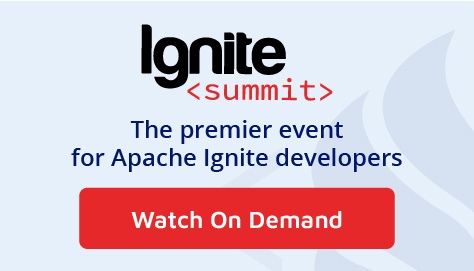 Ignite
<summit>
The premier event
for Apache Ignite developers
Watch On Demand